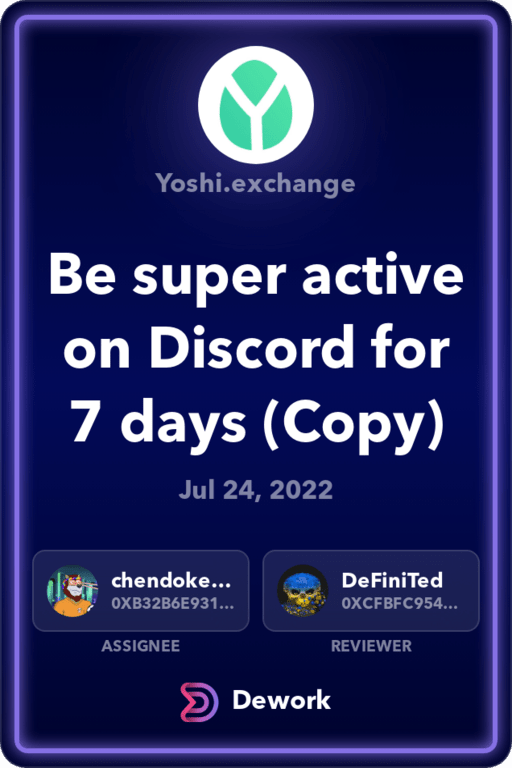 Yoshi.exchange
Be super active
on Discord for
7 days (Copy)
Jul 24, 2022
chendoke...
0XB32B6E931...
DeFiniTed
0XCFBFC954...
ASSIGNEE
REVIEWER
Dework